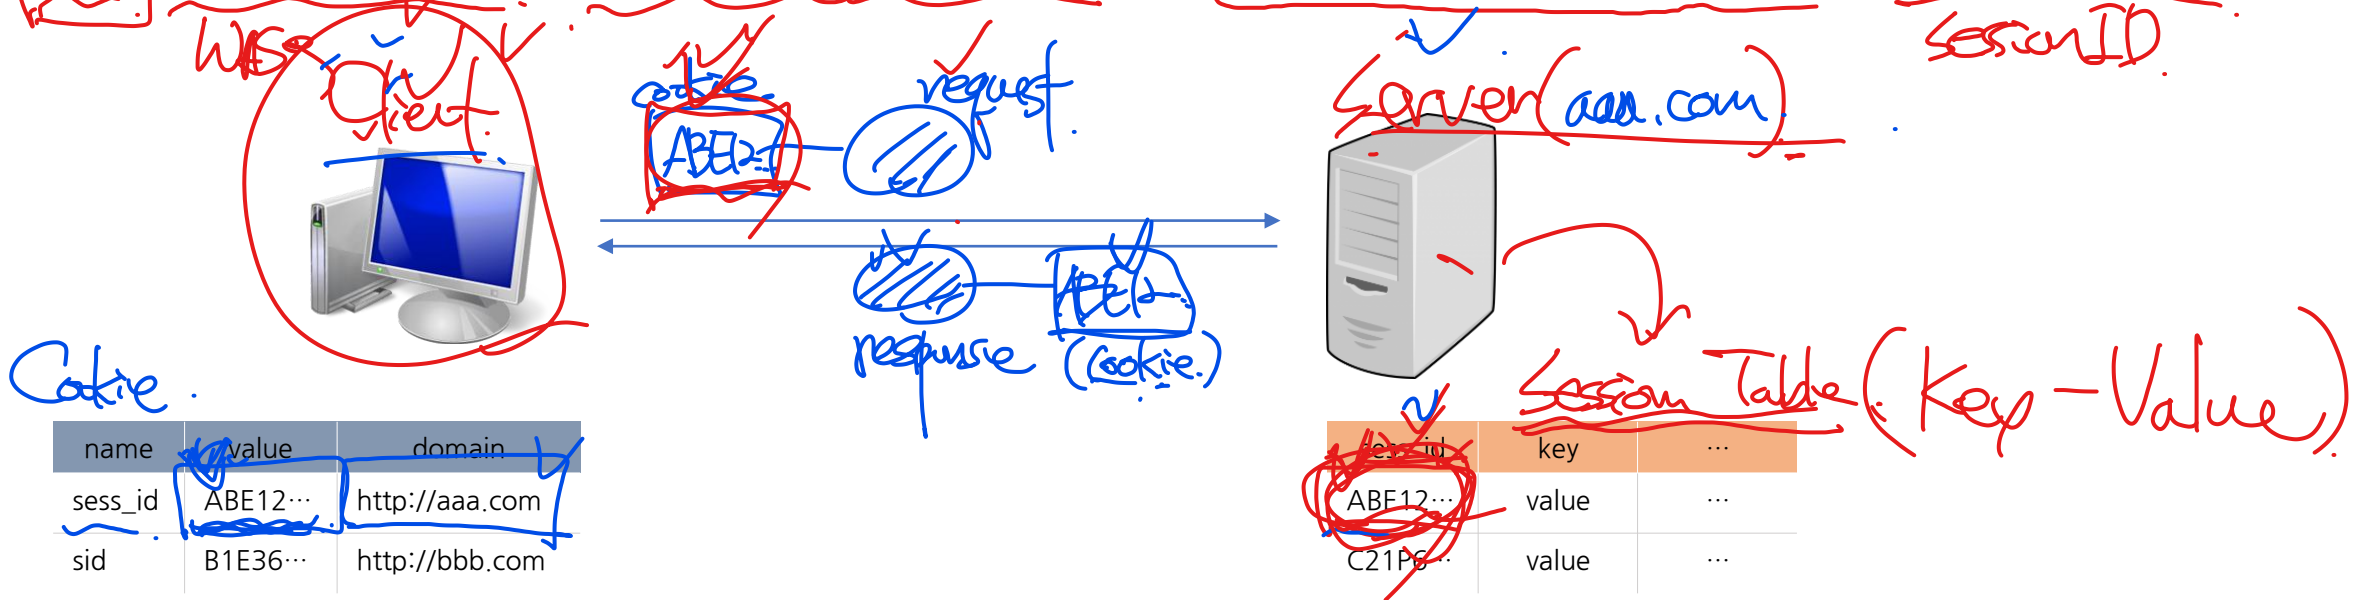 SessionID
Client
cookie
request
Server(aaa.com)
ABE12
ABE12
response
(cookie)
Cookie
Session Table (Key-Value)
name value domain
sess_id ABE12… http://aaa.com
sid B1E36… http://bbb.com
sess_id key …
ABE12… value …
C21P6… value …